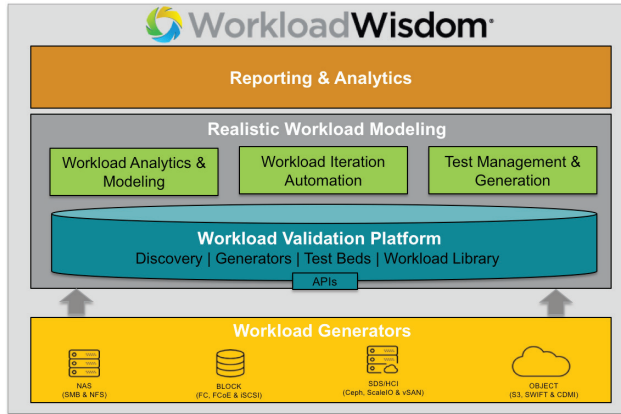 WorkloadWisdom
Reporting & Analytics
Realistic Workload Modeling
Workload Analytics &
Modeling
Workload Iteration
Automation
Test Management &
Generation
Workload Validation Platform
Discovery | Generators | Test Beds | Workload Library
APIs
Workload Generators
NAS
(SMB & NFS)
BLOCK
(FC, FCoE & iSCSI)
SDS/HCI
(Ceph, ScaleIO & vSAN)
OBJECT
(S3, SWIFT & CDMI)